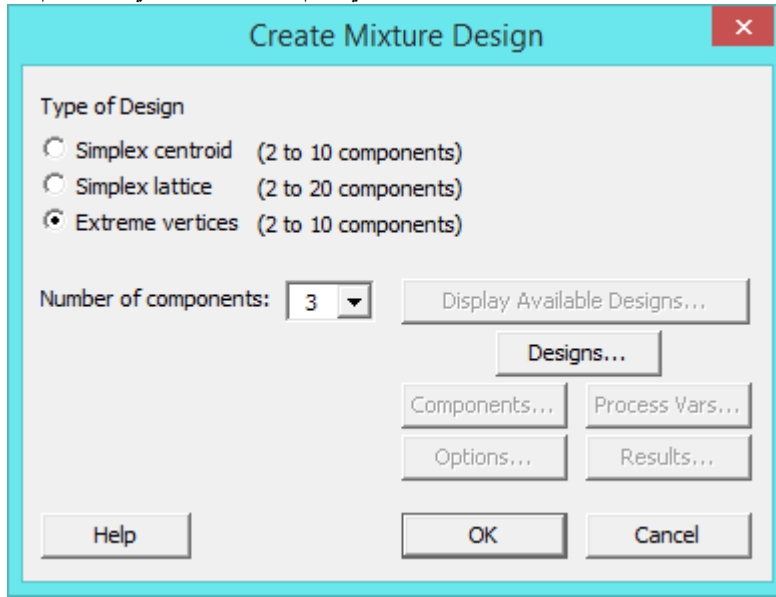 Create Mixture Design
Type of Design
Simplex centroid (2 to 10 components)
Simplex lattice (2 to 20 components)
Extreme vertices (2 to 10 components)
Number of components: 3 Display Available Designs...
Designs...
Components... Process Vars...
Options... Results...
Help OK Cancel